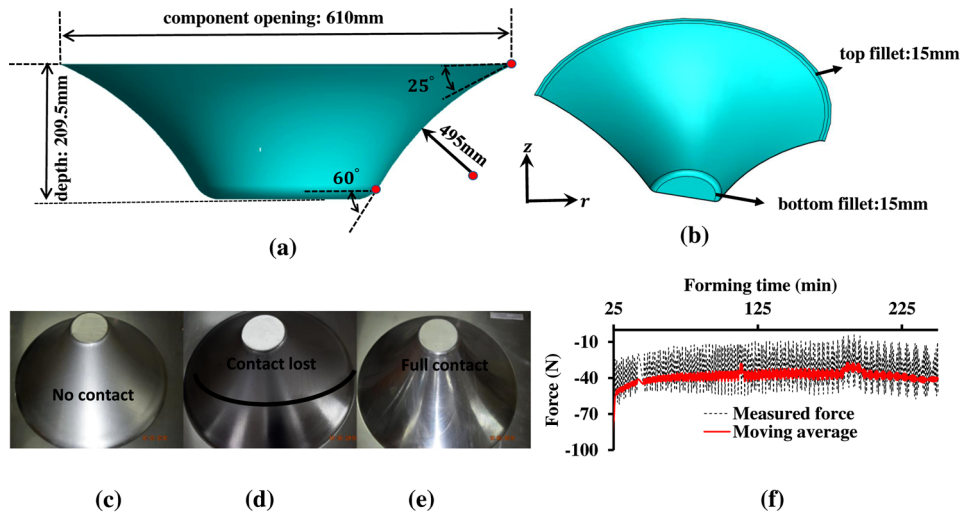 component opening: 610mm
depth: 209.5mm
25°
495mm
60°
(a)
top fillet:15mm
z
r
bottom fillet:15mm
(b)
No contact
(c)
Contact lost
(d)
Full contact
(e)
Forming time (min)
25
125
225
-10
-40
-70
-100
Force (N)
Measured force
Moving average
(f)